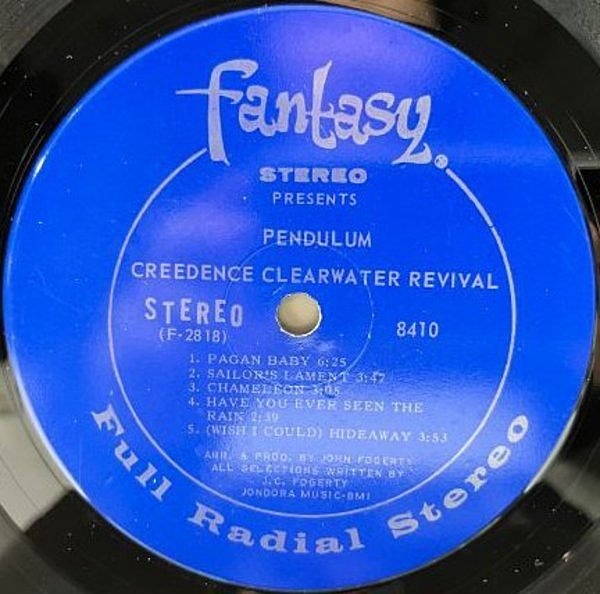 fantasy®
STEREO
PRESENTS
PENDULUM
CREEDENCE CLEARWATER REVIVAL
STEREO
(F-2818)
8410
1. PAGAN BABY 6:25
2. SAILOR'S LAMENT 3:47
3. CHAMELEON 3:05
4. HAVE YOU EVER SEEN THE
RAIN 2:39
5. (WISH I COULD) HIDEAWAY 3:53
ARR. & PROD. BY JOHN FOGERTY
ALL SELECTIONS WRITTEN BY
J.C. FOGERTY
JONDORA MUSIC-BMI
Full Radial Stereo